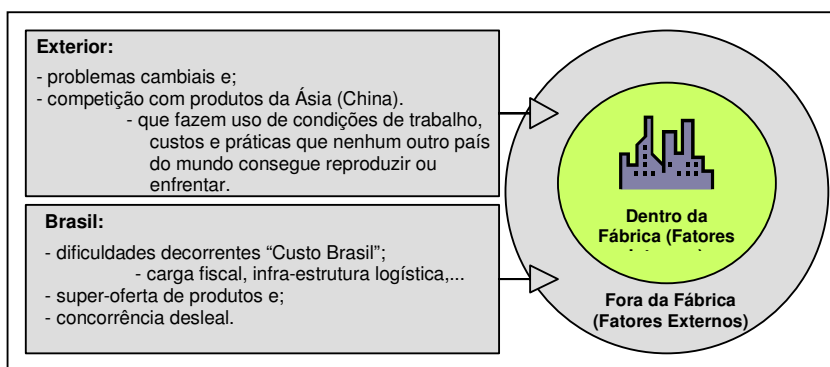 Exterior:
- problemas cambiais e;
- competição com produtos da Ásia (China).
- que fazem uso de condições de trabalho,
custos e práticas que nenhum outro país
do mundo consegue reproduzir ou
enfrentar.
Brasil:
- dificuldades decorrentes “Custo Brasil”;
- carga fiscal, infra-estrutura logística,...
- super-oferta de produtos e;
- concorrência desleal.
Dentro da
Fábrica (Fatores
Fora da Fábrica
(Fatores Externos)